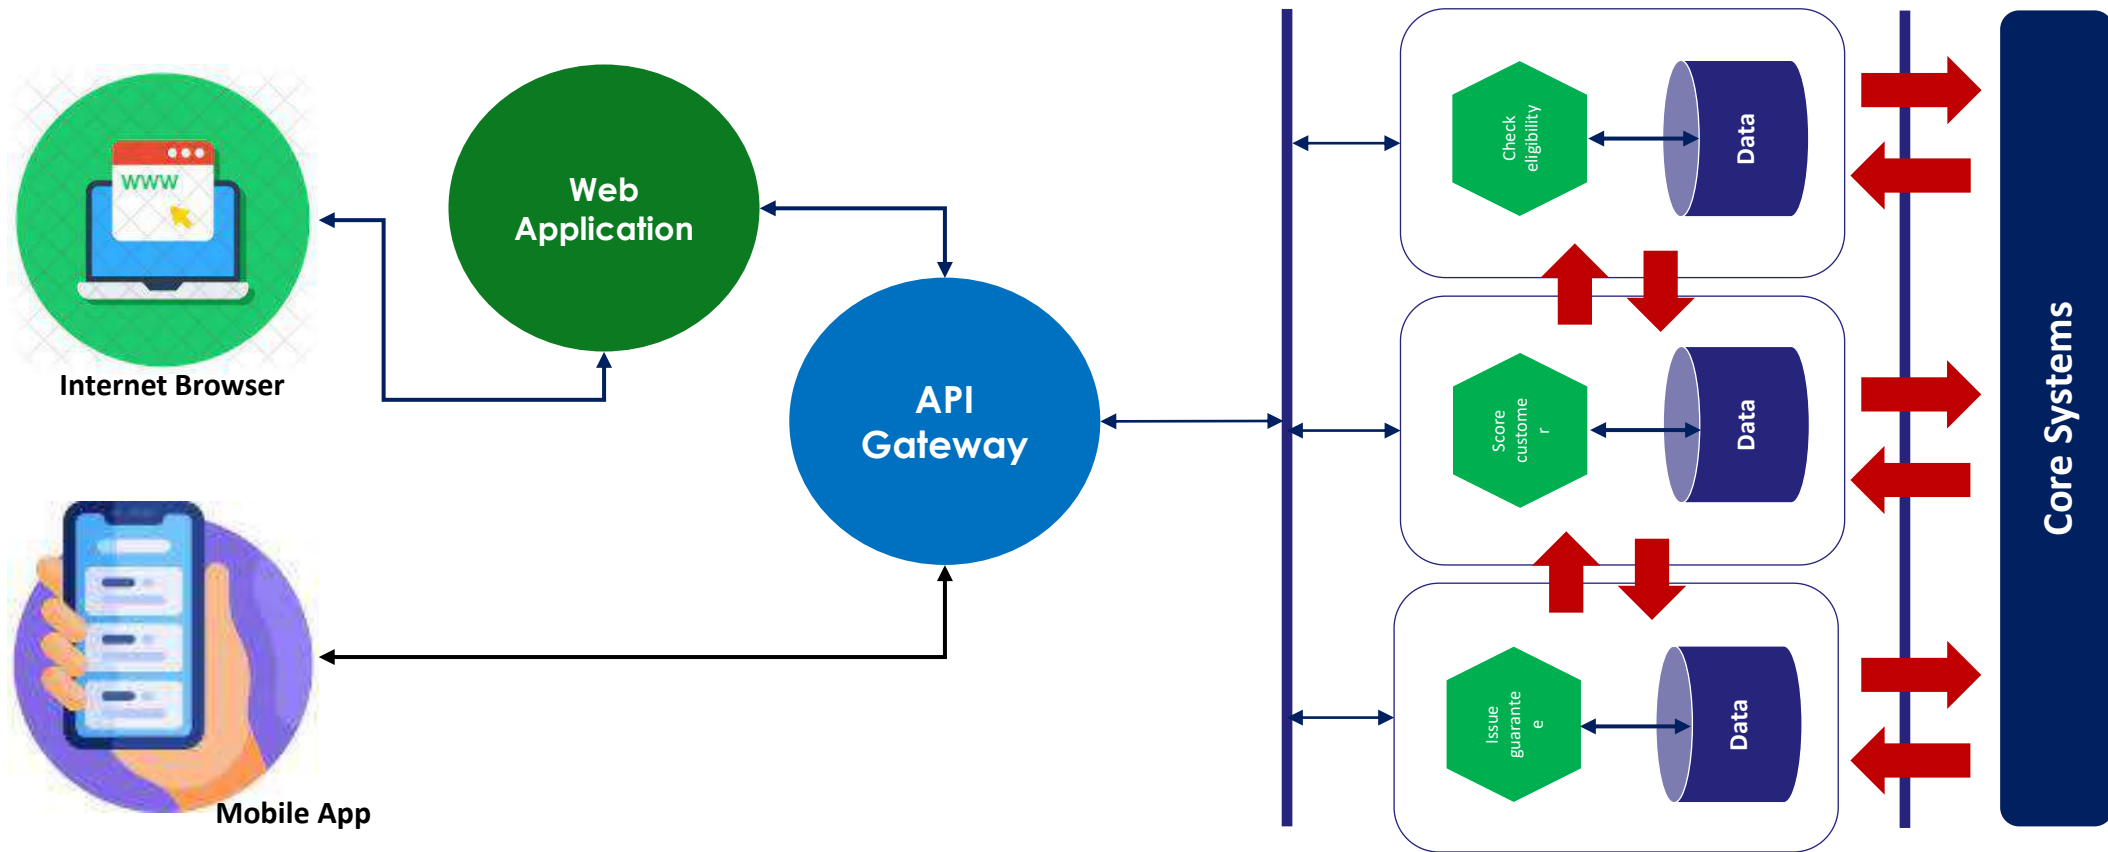 WWW
Internet Browser
Web
Application
API
Gateway
Mobile App
Check
eligibility
Data
Score
custome
r
Data
Issue
guarante
e
Data
Core Systems